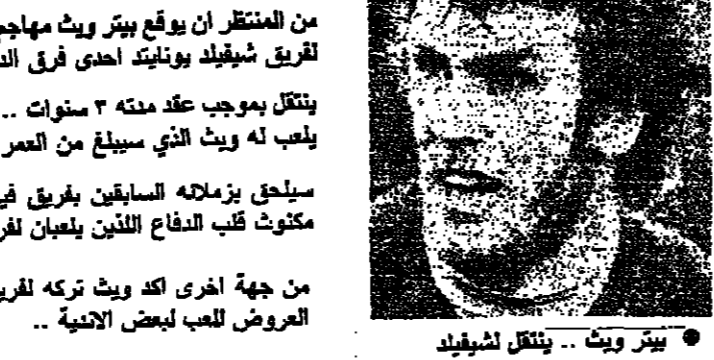 من المنتظر ان يوقع بيتر ويث مهاجم
لفريق شيفيلد يونايتد احدى فرق الد
ينتقل بموجب عقد مدته ٣ سنوات ..
يلعب له ويث الذي سيبلغ من العمر
سيلحق بزملائه السابقين بفريق في
مكنوث قلب الدفاع اللذين يلعبان لفر
من جهة اخرى اكد ويث تركه لفري
العروض للعب لبعض الاندية ..
● بيتر ويث .. ينتقل لشيفيلد